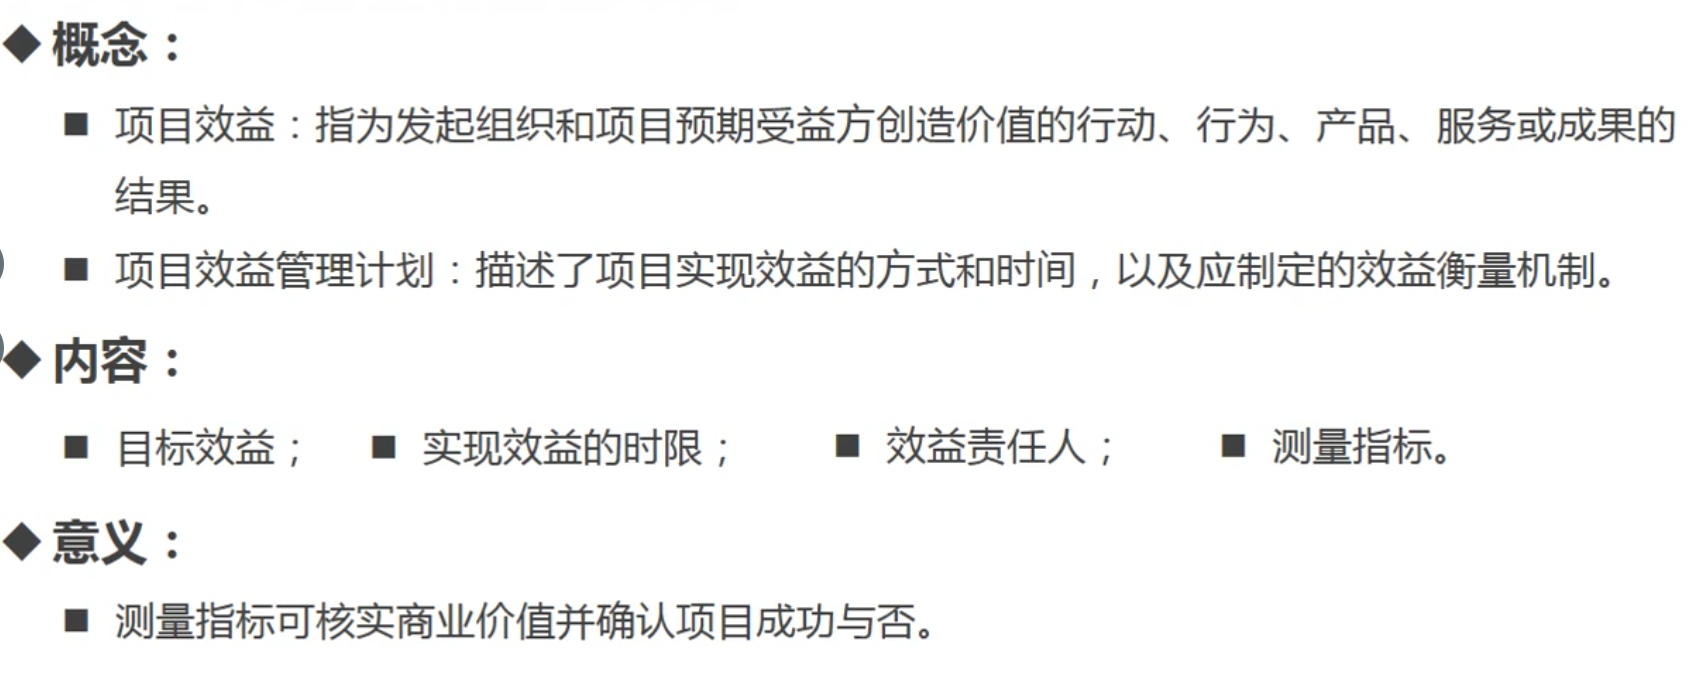 ◆ 概念：
■ 项目效益：指为发起组织和项目预期受益方创造价值的行动、行为、产品、服务或成果的
结果。
■ 项目效益管理计划：描述了项目实现效益的方式和时间，以及应制定的效益衡量机制。
◆ 内容：
■ 目标效益； ■ 实现效益的时限； ■ 效益责任人； ■ 测量指标。
◆ 意义：
■ 测量指标可核实商业价值并确认项目成功与否。